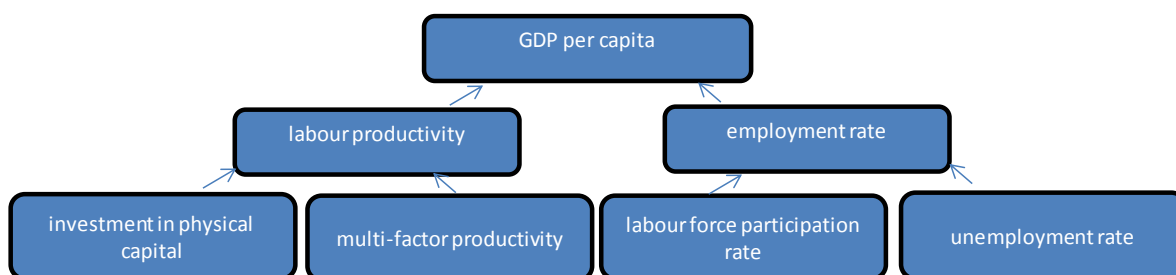 GDP per capita
labour productivity
employment rate
investment in physical
capital
multi-factor productivity
labour force participation
rate
unemployment rate